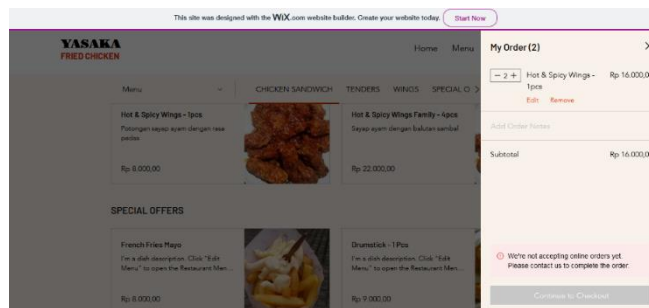 This site was designed with the WiX.com website builder. Create your website today. Start Now
YASAKA
FRIED CHICKEN
Home Menu
Menu
CHICKEN SANDWICH TENDERS WINGS SPECIAL O
Hot & Spicy Wings - 1pcs
Potongan sayap ayam dengan rasa
pedas
Rp 8.000,00
Hot & Spicy Wings Family - 4pcs
Sayap ayam dengan balutan sambal
Rp 22.000,00
SPECIAL OFFERS
French Fries Mayo
I'm a dish description. Click "Edit
Menu" to open the Restaurant Men...
Rp 8.000,00
Drumstick - 1 Pcs
I'm a dish description. Click "Edit
Menu" to open the Restaurant Men...
Rp 9.000,00
My Order (2)
2 Hot & Spicy Wings - Rp 16.000,0
1pcs
Edit Remove
Add Order Notes
Subtotal Rp 16.000,0
We're not accepting online orders yet.
Please contact us to complete the order.
Continue to Checkout